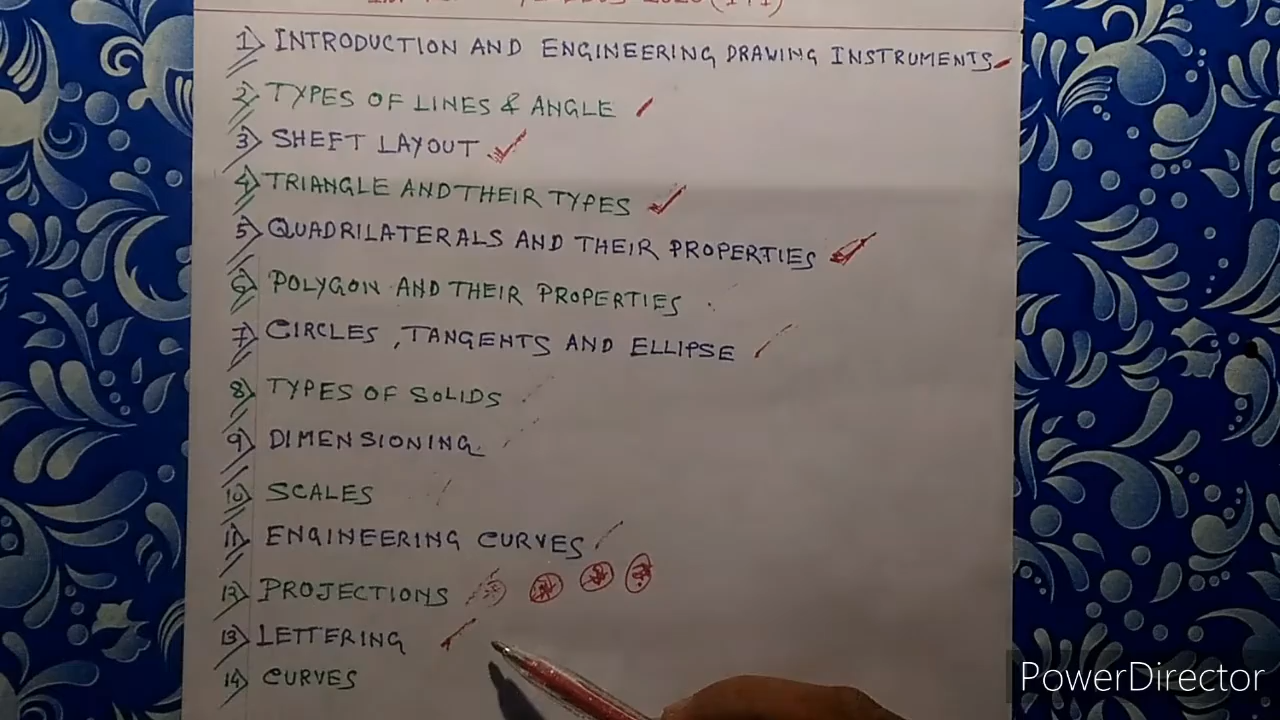 1) INTRODUCTION AND ENGINEERING DRAWING INSTRUMENTS
2) TYPES OF LINES & ANGLE
3) SHEET LAYOUT
4) TRIANGLE AND THEIR TYPES
5) QUADRILATERALS AND THEIR PROPERTIES
6) POLYGON AND THEIR PROPERTIES
7) CIRCLES, TANGENTS AND ELLIPSE
8) TYPES OF SOLIDS
9) DIMENSIONING
10) SCALES
11) ENGINEERING CURVES
12) PROJECTIONS
13) LETTERING
14) CURVES
PowerDirector